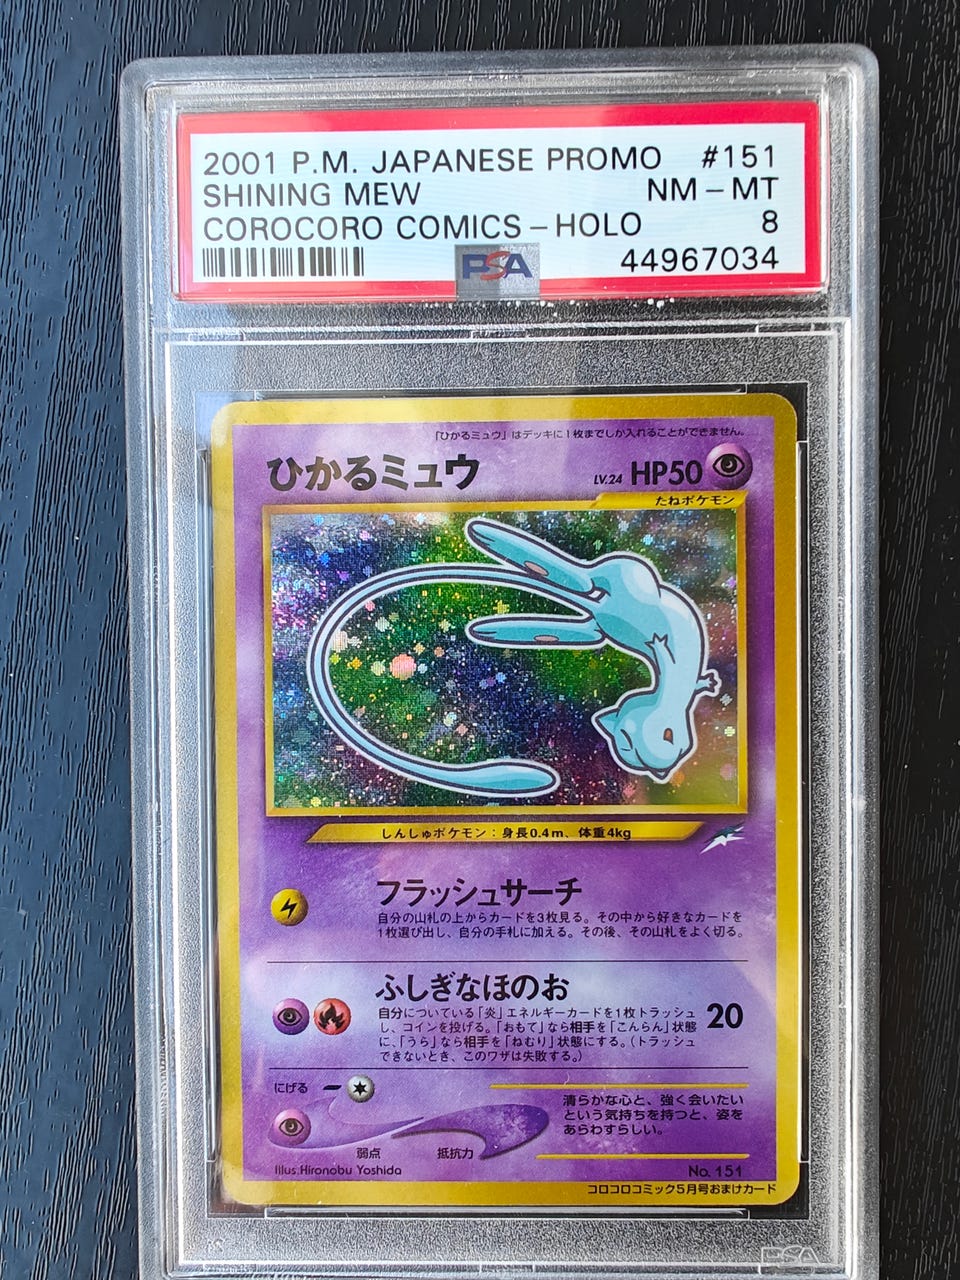 2001 P.M. JAPANESE PROMO #151
SHINING MEW NM - MT
COROCORO COMICS - HOLO 8
PSA 44967034
「ひかるミュウ」はデッキに1枚までしか入れることができません。
ひかるミュウ LV.24 HP50
たねポケモン
しんしゅポケモン：身長0.4m、体重4kg
フラッシュサーチ
自分の山札の上からカードを3枚見る。その中から好きなカードを
1枚選び出し、自分の手札に加える。その後、その山札をよく切る。
ふしぎなほのお 20
自分についている「炎」エネルギーカードを1枚トラッシュ
し、コインを投げる。「おもて」なら相手を「こんらん」状態
に、「うら」なら相手を「ねむり」状態にする。（トラッシュ
できないとき、このワザは失敗する。）
にげる
清らかな心と、強く会いたい
という気持ちを持つと、姿を
あらわすらしい。
弱点 抵抗力
Illus.Hironobu Yoshida No. 151
コロコロコミック5月号おまけカード
PSA